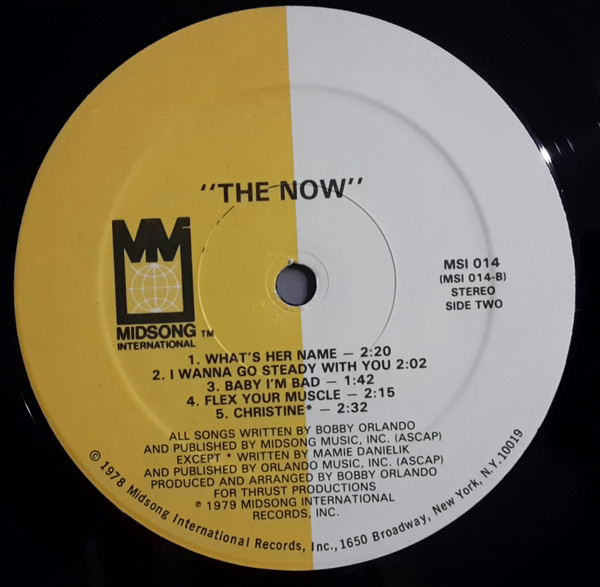 "THE NOW"
MM
MIDSONG TM
INTERNATIONAL
MSI 014
(MSI 014-B)
STEREO
SIDE TWO
1. WHAT'S HER NAME – 2:20
2. I WANNA GO STEADY WITH YOU 2:02
3. BABY I'M BAD – 1:42
4. FLEX YOUR MUSCLE – 2:15
5. CHRISTINE* – 2:32
ALL SONGS WRITTEN BY BOBBY ORLANDO
AND PUBLISHED BY MIDSONG MUSIC, INC. (ASCAP)
EXCEPT * WRITTEN BY MAMIE DANIELIK
AND PUBLISHED BY ORLANDO MUSIC, INC. (ASCAP)
PRODUCED AND ARRANGED BY BOBBY ORLANDO
FOR THRUST PRODUCTIONS
℗ 1979 MIDSONG INTERNATIONAL
RECORDS, INC.
© 1978 Midsong International Records, Inc., 1650 Broadway, New York, N.Y. 10019